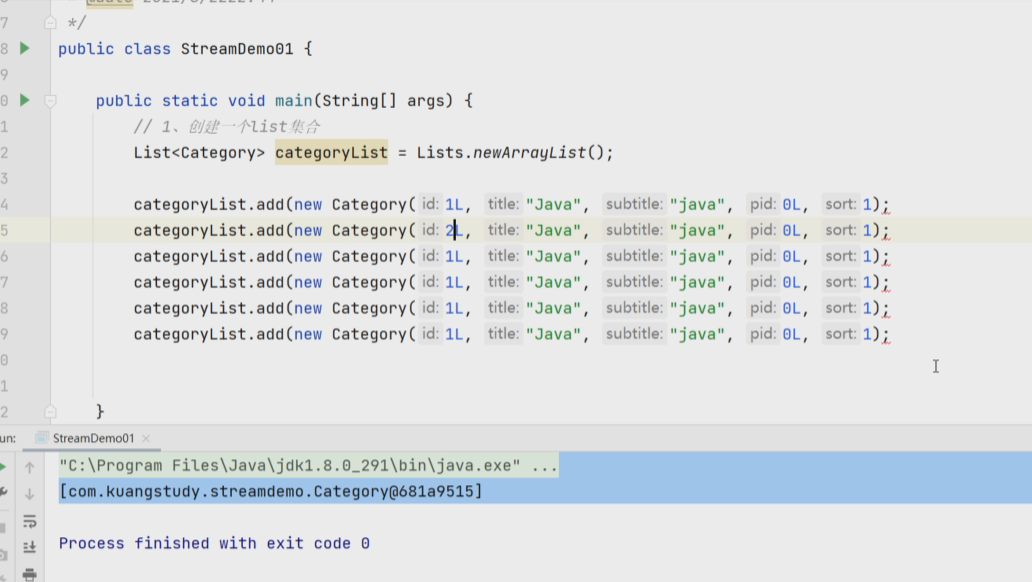 7 */
8 public class StreamDemo01 {
9
0 public static void main(String[] args) {
1 // 1、创建一个list集合
2 List<Category> categoryList = Lists.newArrayList();
3
4 categoryList.add(new Category( id: 1L, title: "Java", subtitle: "java", pid: 0L, sort: 1);
5 categoryList.add(new Category( id: 2L, title: "Java", subtitle: "java", pid: 0L, sort: 1);
6 categoryList.add(new Category( id: 1L, title: "Java", subtitle: "java", pid: 0L, sort: 1);
7 categoryList.add(new Category( id: 1L, title: "Java", subtitle: "java", pid: 0L, sort: 1);
8 categoryList.add(new Category( id: 1L, title: "Java", subtitle: "java", pid: 0L, sort: 1);
9 categoryList.add(new Category( id: 1L, title: "Java", subtitle: "java", pid: 0L, sort: 1);
0
1
2 }
un: StreamDemo01 ×
"C:\Program Files\Java\jdk1.8.0_291\bin\java.exe" ...
[com.kuangstudy.streamdemo.Category@681a9515]
Process finished with exit code 0